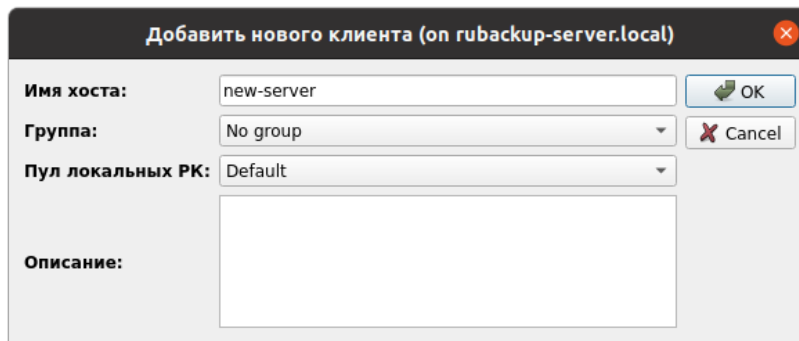 Добавить нового клиента (on rubackup-server.local)
Имя хоста: new-server OK
Группа: No group Cancel
Пул локальных РК: Default
Описание: